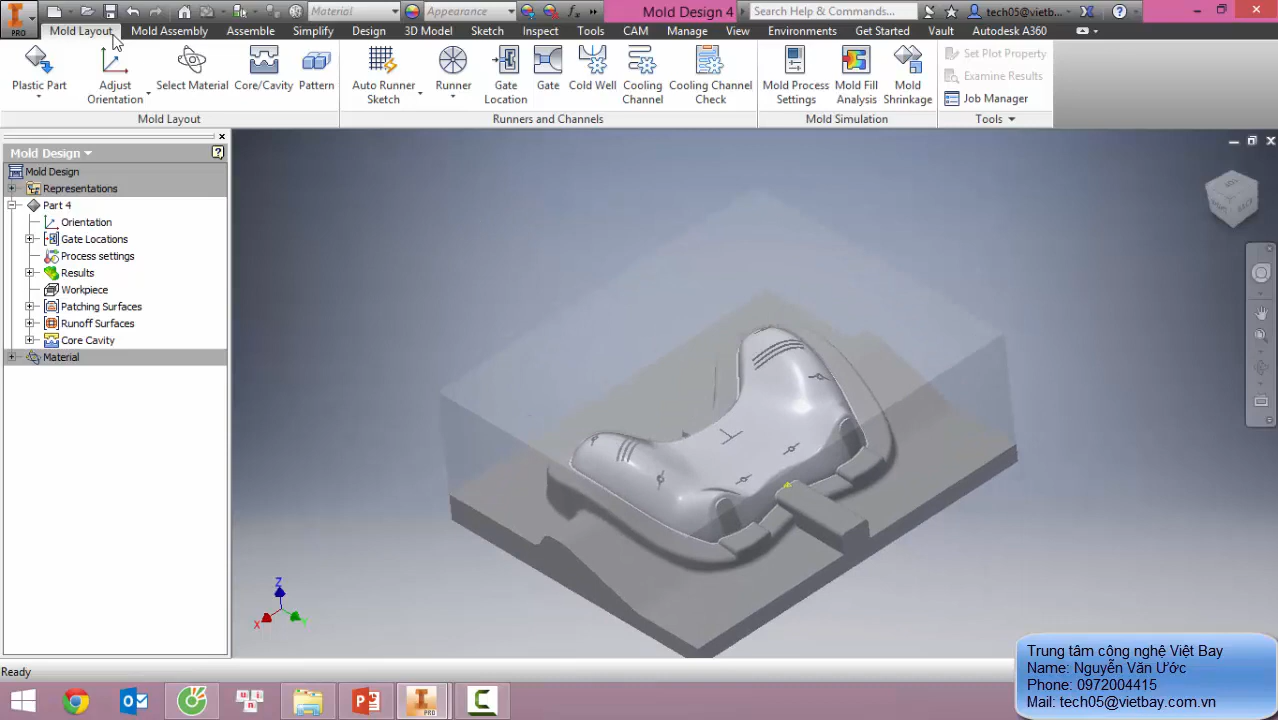 Material
Appearance
Mold Design 4
Search Help & Commands...
tech05@vietb...
PRO
Mold Layout
Mold Assembly
Assemble
Simplify
Design
3D Model
Sketch
Inspect
Tools
CAM
Manage
View
Environments
Get Started
Vault
Autodesk A360
Plastic Part
Adjust
Orientation
Select Material
Core/Cavity
Pattern
Auto Runner
Sketch
Runner
Gate
Location
Gate
Cold Well
Cooling
Channel
Cooling Channel
Check
Mold Process
Settings
Mold Fill
Analysis
Mold
Shrinkage
Set Plot Property
Examine Results
Job Manager
Mold Layout
Runners and Channels
Mold Simulation
Tools
Mold Design
Mold Design
Representations
Part 4
Orientation
Gate Locations
Process settings
Results
Workpiece
Patching Surfaces
Runoff Surfaces
Core Cavity
Material
Z
X
Ready
Trung tâm công nghệ Việt Bay
Name: Nguyễn Văn Ước
Phone: 0972004415
Mail: tech05@vietbay.com.vn